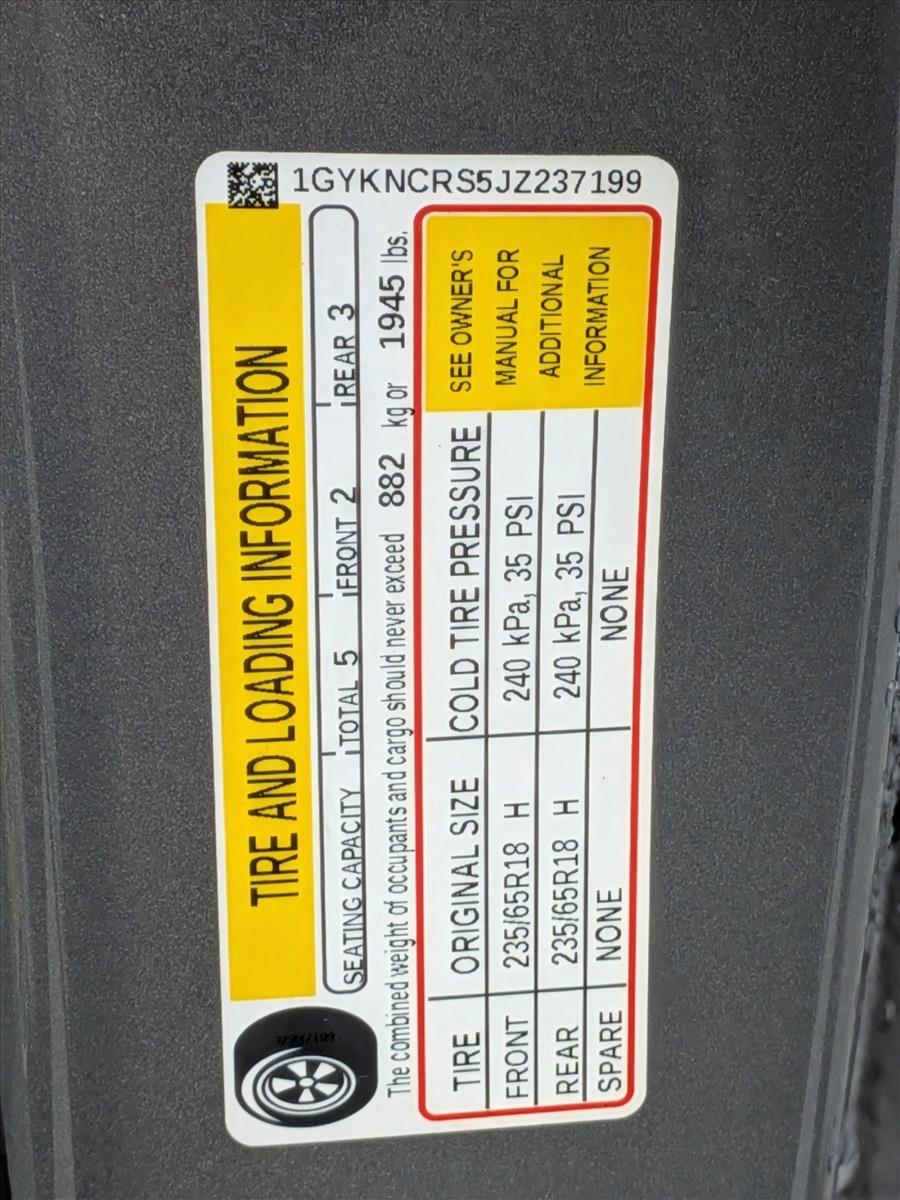 1GYKNCRS5JZ237199
TIRE AND LOADING INFORMATION
SEATING CAPACITY TOTAL 5 FRONT 2 REAR 3
The combined weight of occupants and cargo should never exceed 882 kg or 1945 lbs.
TIRE ORIGINAL SIZE COLD TIRE PRESSURE
FRONT 235/65R18 H 240 kPa, 35 PSI
REAR 235/65R18 H 240 kPa, 35 PSI
SPARE NONE NONE
SEE OWNER'S
MANUAL FOR
ADDITIONAL
INFORMATION